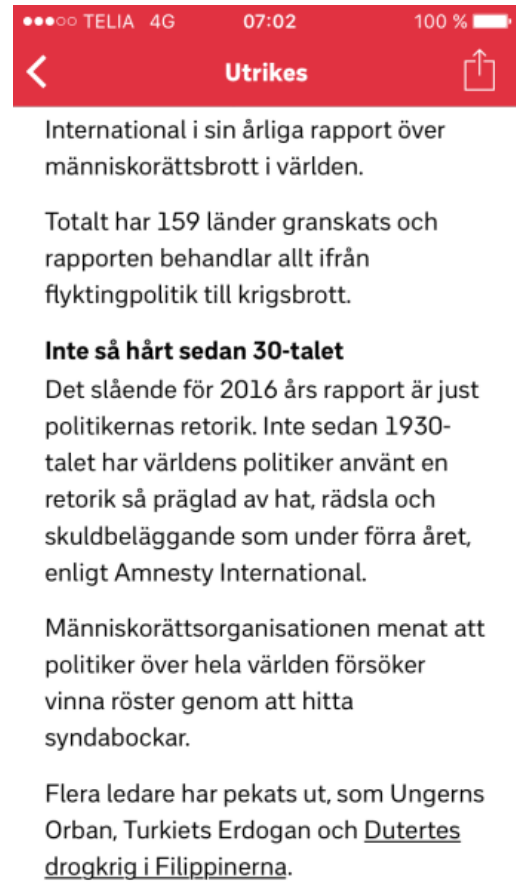 TELIA 4G 07:02 100 %
Utrikes
International i sin årliga rapport över
människorättsbrott i världen.
Totalt har 159 länder granskats och
rapporten behandlar allt ifrån
flyktingpolitik till krigsbrott.
Inte så hårt sedan 30-talet
Det slående för 2016 års rapport är just
politikernas retorik. Inte sedan 1930-
talet har världens politiker använt en
retorik så präglad av hat, rädsla och
skuldbeläggande som under förra året,
enligt Amnesty International.
Människorättsorganisationen menat att
politiker över hela världen försöker
vinna röster genom att hitta
syndabockar.
Flera ledare har pekats ut, som Ungerns
Orban, Turkiets Erdogan och Dutertes
drogkrig i Filippinerna.